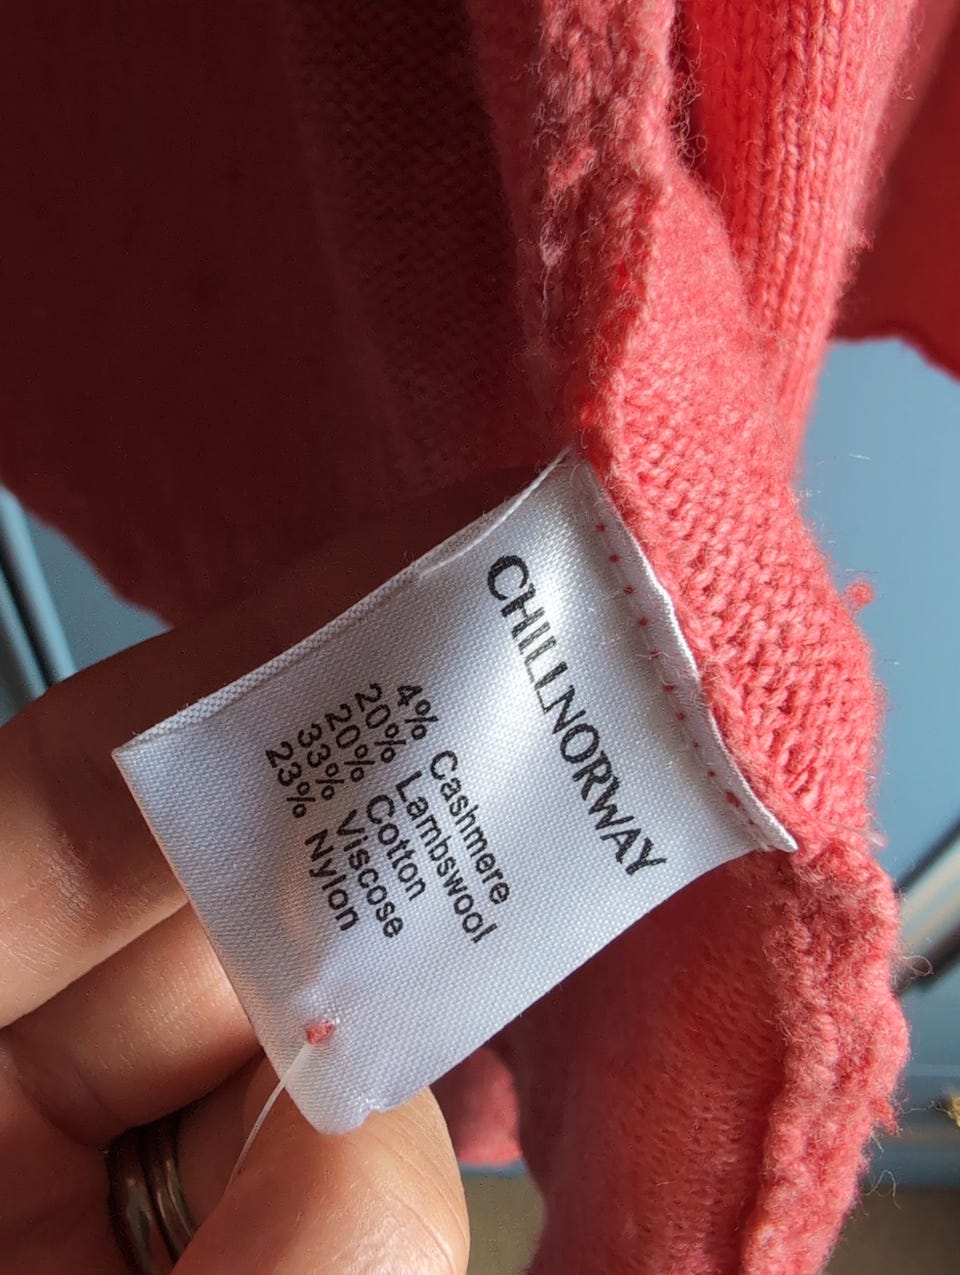 CHILLNORWAY
4% Cashmere
20% Lambswool
20% Cotton
33% Viscose
23% Nylon